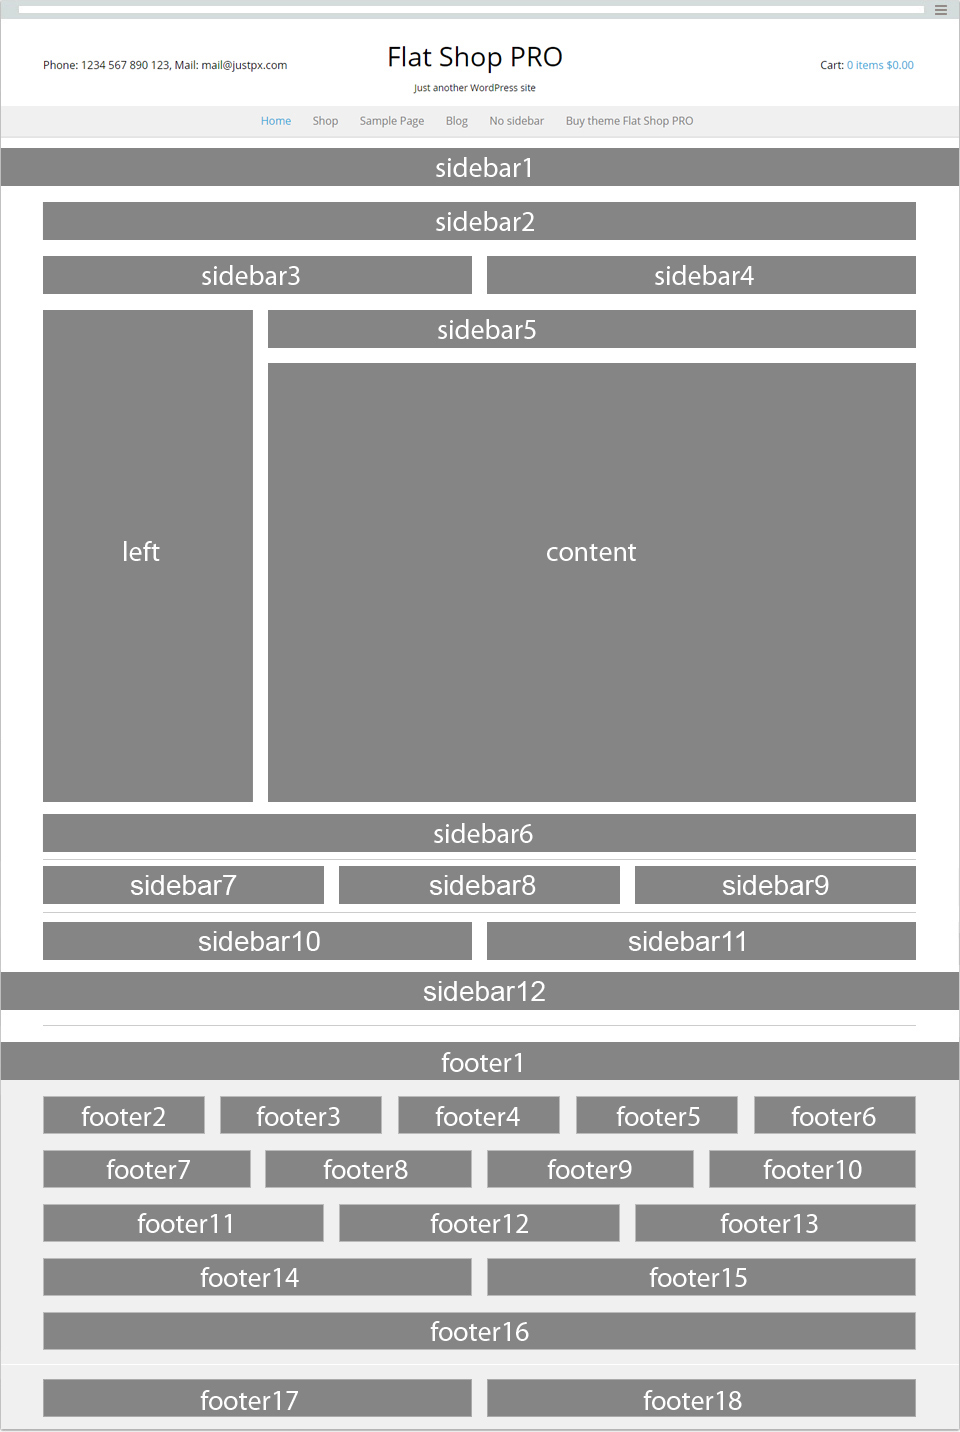 Phone: 1234 567 890 123, Mail: mail@justpx.com
Flat Shop PRO
Just another WordPress site
Cart: 0 items $0.00
Home Shop Sample Page Blog No sidebar Buy theme Flat Shop PRO
sidebar1
sidebar2
sidebar3 sidebar4
sidebar5
left content
sidebar6
sidebar7 sidebar8 sidebar9
sidebar10 sidebar11
sidebar12
footer1
footer2 footer3 footer4 footer5 footer6
footer7 footer8 footer9 footer10
footer11 footer12 footer13
footer14 footer15
footer16
footer17 footer18